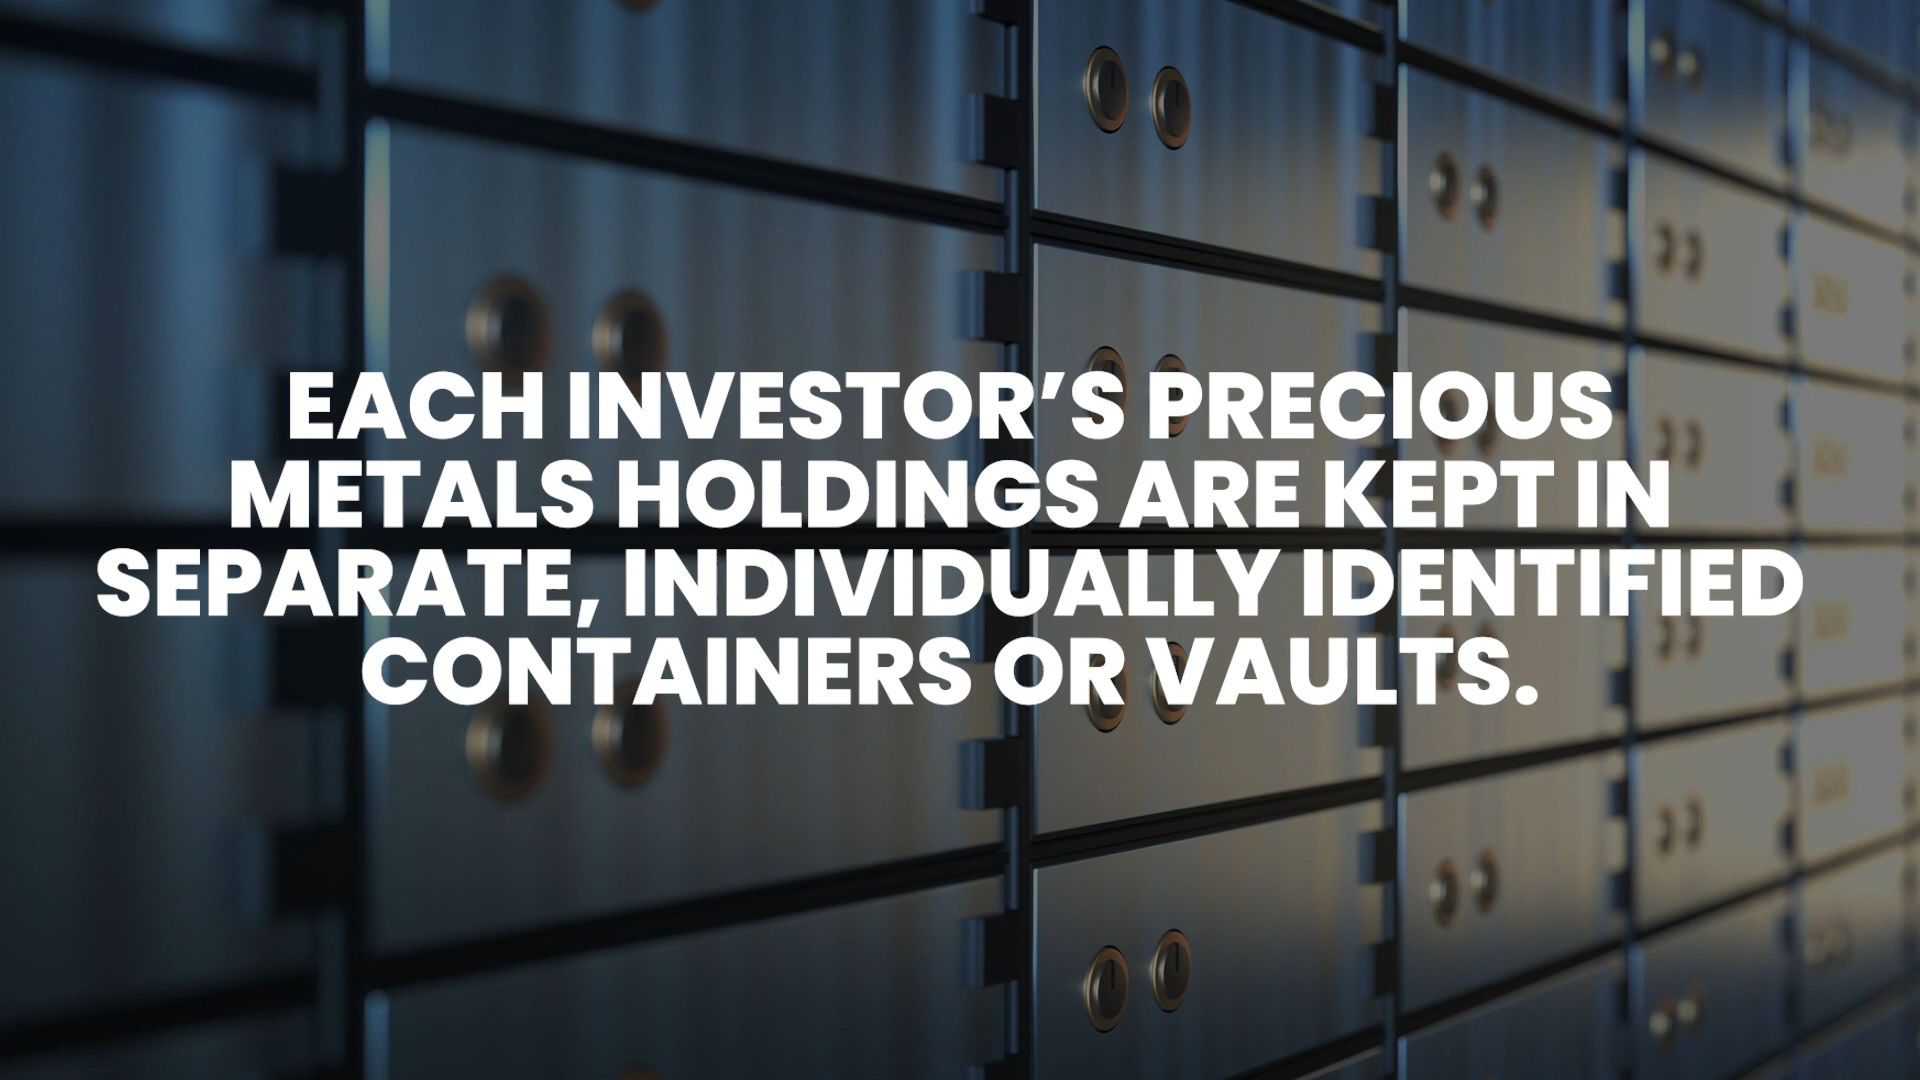 EACH INVESTOR’S PRECIOUS
METALS HOLDINGS ARE KEPT IN
SEPARATE, INDIVIDUALLY IDENTIFIED
CONTAINERS OR VAULTS.